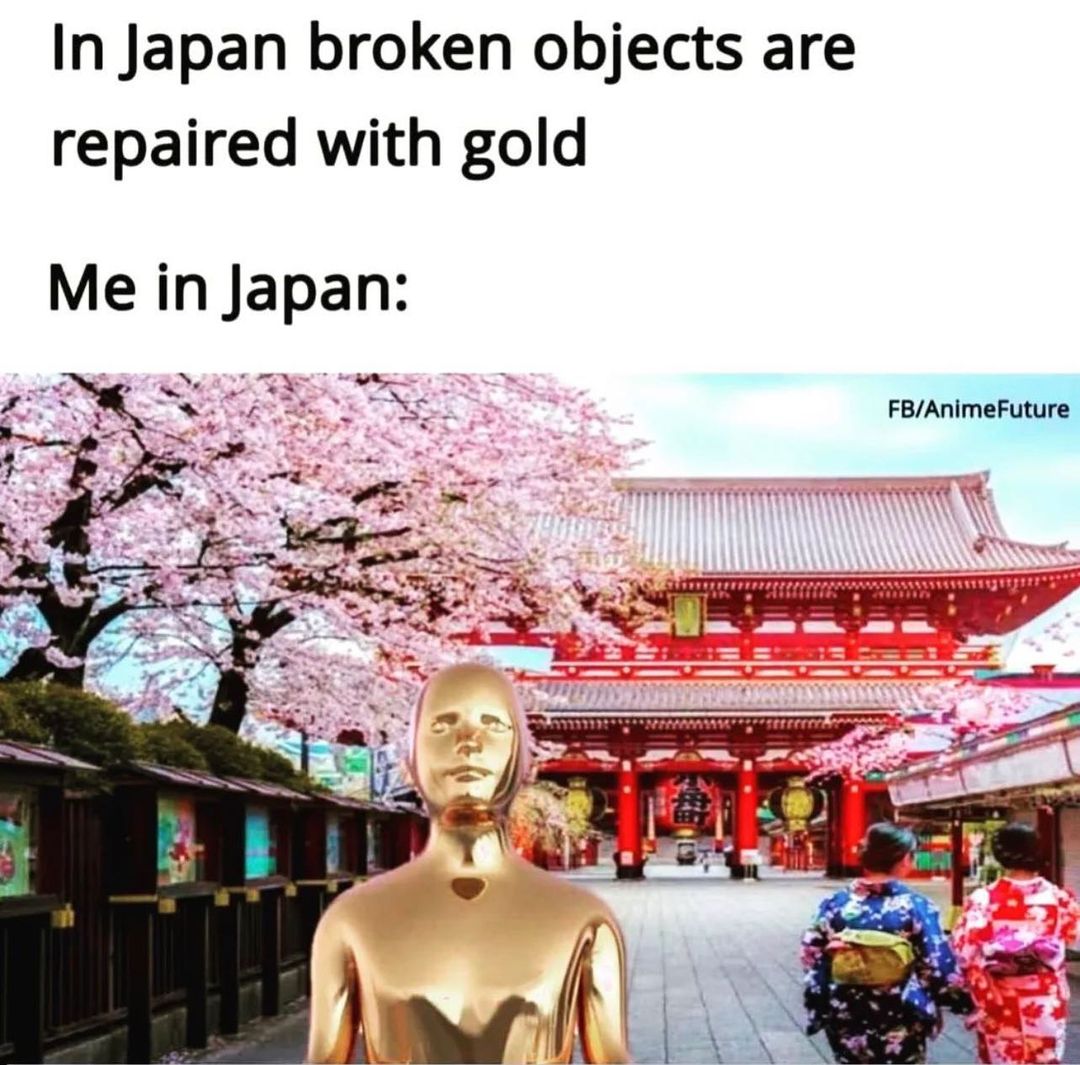 In Japan broken objects are
repaired with gold
Me in Japan:
FB/AnimeFuture